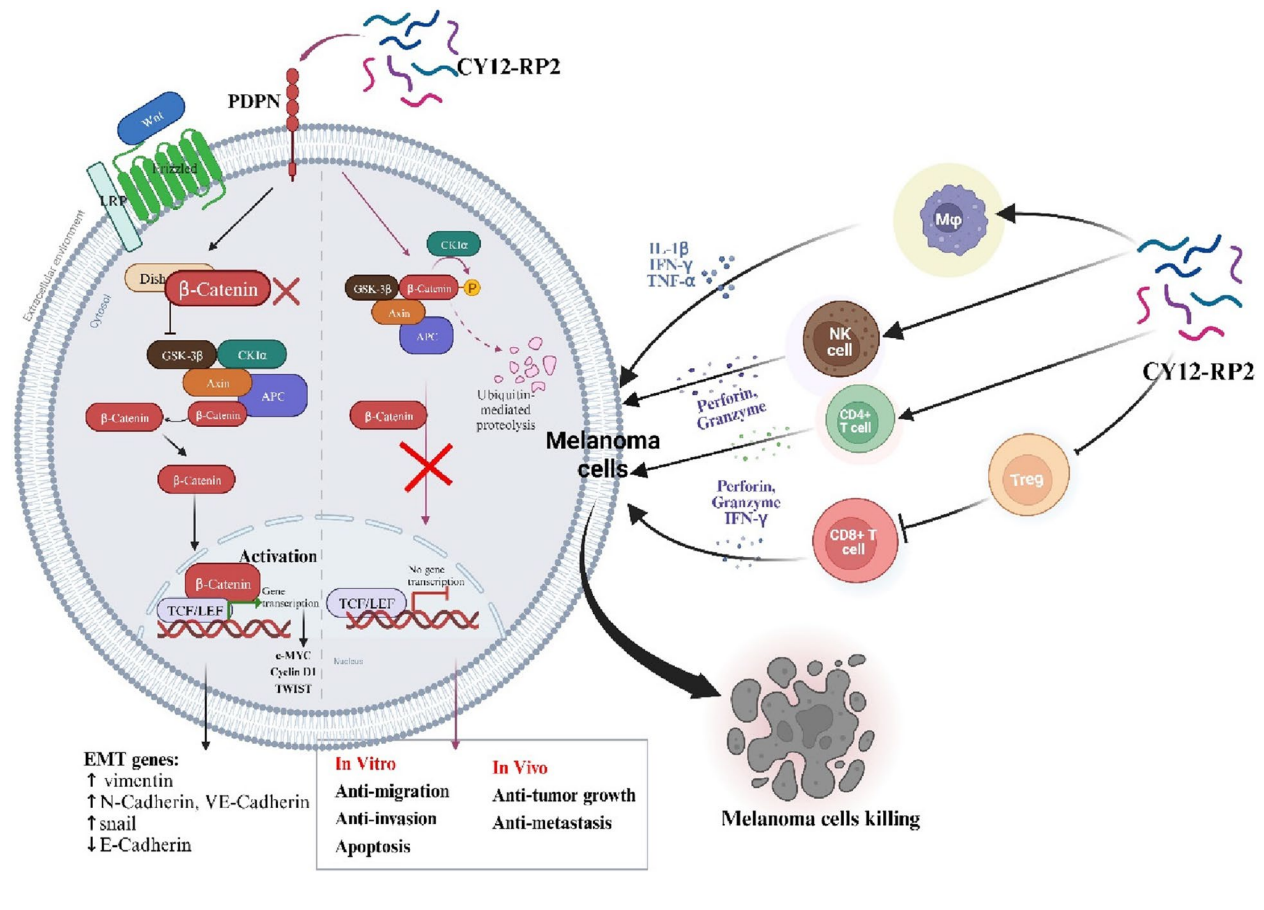 CY12-RP2
PDPN
Wnt
Frizzled
LRP
Extracellular environment
Cytosol
Dish
β-Catenin
GSK-3β
CKIα
Axin
APC
β-Catenin
β-Catenin
β-Catenin
Activation
β-Catenin
TCF/LEF
Gene
transcription
c-MYC
Cyclin D1
TWIST
CKIα
GSK-3β
β-Catenin
P
Axin
APC
Ubiquitin-
mediated
proteolysis
β-Catenin
No gene
transcription
TCF/LEF
Nucleus
EMT genes:
↑ vimentin
↑N-Cadherin, VE-Cadherin
↑snail
↓E-Cadherin
In Vitro
Anti-migration
Anti-invasion
Apoptosis
In Vivo
Anti-tumor growth
Anti-metastasis
Melanoma
cells
IL-1β
IFN-γ
TNF-α
Mφ
NK
cell
Perforin,
Granzyme
CD4+
T cell
CY12-RP2
Treg
Perforin,
Granzyme
IFN-γ
CD8+ T
cell
Melanoma cells killing